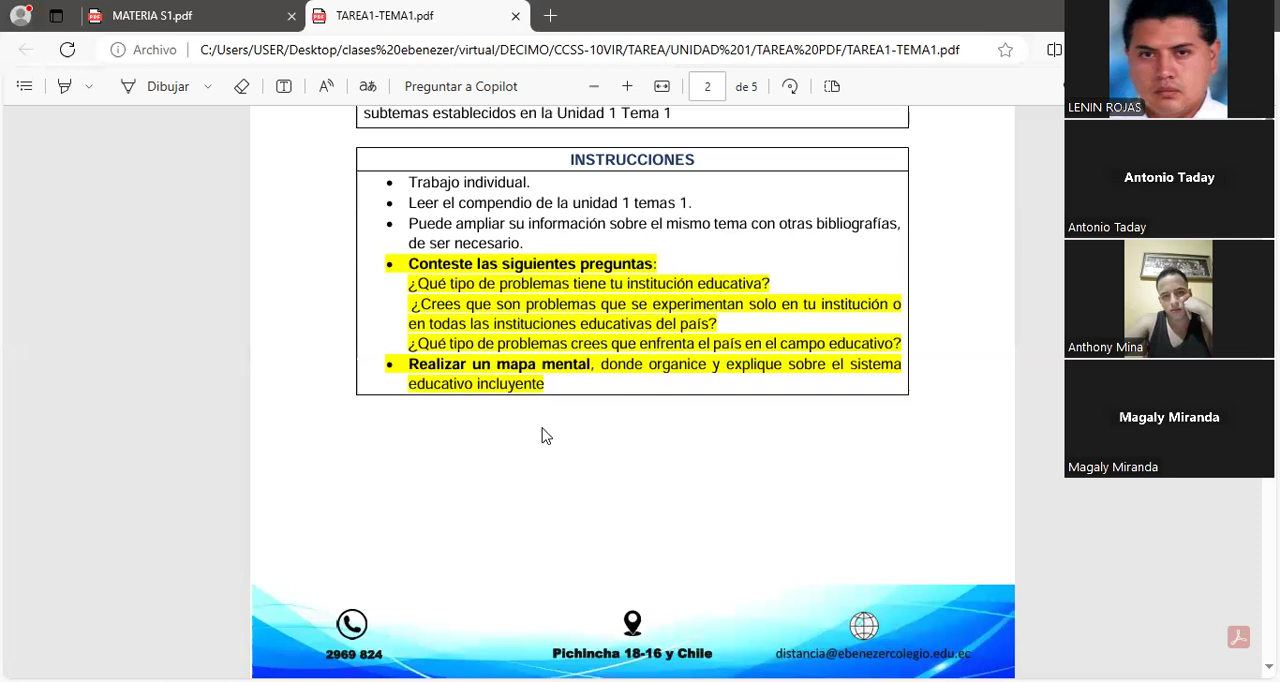 MATERIA S1.pdf
TAREA1-TEMA1.pdf
Archivo
C:/Users/USER/Desktop/clases%20ebenezer/virtual/DECIMO/CCSS-10VIR/TAREA/UNIDAD%201/TAREA%20PDF/TAREA1-TEMA1.pdf
Dibujar
Preguntar a Copilot
2
de 5
subtemas establecidos en la Unidad 1 Tema 1
INSTRUCCIONES
• Trabajo individual.
• Leer el compendio de la unidad 1 temas 1.
• Puede ampliar su información sobre el mismo tema con otras bibliografías,
de ser necesario.
• Conteste las siguientes preguntas:
¿Qué tipo de problemas tiene tu institución educativa?
¿Crees que son problemas que se experimentan solo en tu institución o
en todas las instituciones educativas del país?
¿Qué tipo de problemas crees que enfrenta el país en el campo educativo?
• Realizar un mapa mental, donde organice y explique sobre el sistema
educativo incluyente
2969 824
Pichincha 18-16 y Chile
distancia@ebenezercolegio.edu.ec
LENIN ROJAS
Antonio Taday
Antonio Taday
Anthony Mina
Magaly Miranda
Magaly Miranda